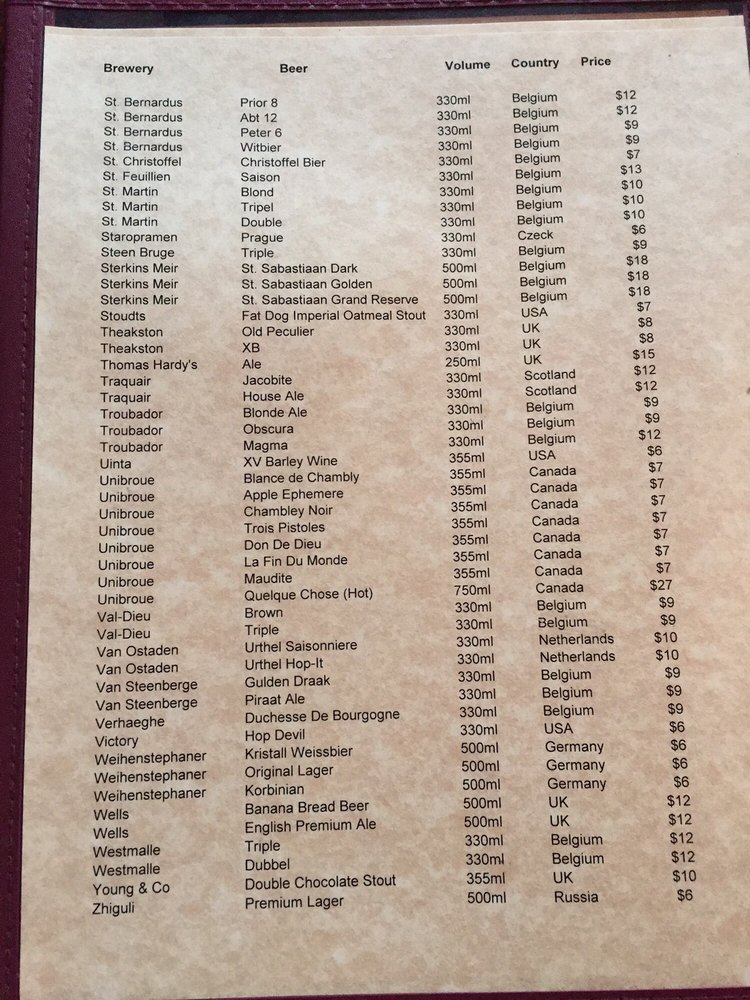 Brewery Beer Volume Country Price
St. Bernardus Prior 8 330ml Belgium $12
St. Bernardus Abt 12 330ml Belgium $12
St. Bernardus Peter 6 330ml Belgium $9
St. Bernardus Witbier 330ml Belgium $9
St. Christoffel Christoffel Bier 330ml Belgium $7
St. Feuillien Saison 330ml Belgium $13
St. Martin Blond 330ml Belgium $10
St. Martin Tripel 330ml Belgium $10
St. Martin Double 330ml Belgium $10
Staropramen Prague 330ml Czeck $6
Steen Bruge Triple 330ml Belgium $9
Sterkins Meir St. Sabastiaan Dark 500ml Belgium $18
Sterkins Meir St. Sabastiaan Golden 500ml Belgium $18
Sterkins Meir St. Sabastiaan Grand Reserve 500ml Belgium $18
Stoudts Fat Dog Imperial Oatmeal Stout 330ml USA $7
Theakston Old Peculier 330ml UK $8
Theakston XB 330ml UK $8
Thomas Hardy's Ale 250ml UK $15
Traquair Jacobite 330ml Scotland $12
Traquair House Ale 330ml Scotland $12
Troubador Blonde Ale 330ml Belgium $9
Troubador Obscura 330ml Belgium $9
Troubador Magma 330ml Belgium $12
Uinta XV Barley Wine 355ml USA $6
Unibroue Blance de Chambly 355ml Canada $7
Unibroue Apple Ephemere 355ml Canada $7
Unibroue Chambley Noir 355ml Canada $7
Unibroue Trois Pistoles 355ml Canada $7
Unibroue Don De Dieu 355ml Canada $7
Unibroue La Fin Du Monde 355ml Canada $7
Unibroue Maudite 355ml Canada $7
Unibroue Quelque Chose (Hot) 750ml Canada $27
Val-Dieu Brown 330ml Belgium $9
Val-Dieu Triple 330ml Belgium $9
Van Ostaden Urthel Saisonniere 330ml Netherlands $10
Van Ostaden Urthel Hop-It 330ml Netherlands $10
Van Steenberge Gulden Draak 330ml Belgium $9
Van Steenberge Piraat Ale 330ml Belgium $9
Verhaeghe Duchesse De Bourgogne 330ml Belgium $9
Victory Hop Devil 330ml USA $6
Weihenstephaner Kristall Weissbier 500ml Germany $6
Weihenstephaner Original Lager 500ml Germany $6
Weihenstephaner Korbinian 500ml Germany $6
Wells Banana Bread Beer 500ml UK $12
Wells English Premium Ale 500ml UK $12
Westmalle Triple 330ml Belgium $12
Westmalle Dubbel 330ml Belgium $12
Young & Co Double Chocolate Stout 355ml UK $10
Zhiguli Premium Lager 500ml Russia $6